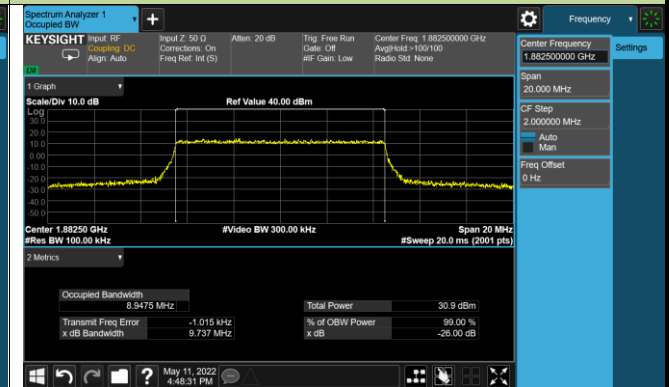 Spectrum Analyzer 1
Occupied BW
+
Frequency
KEYSIGHT
Input: RF
Coupling: DC
Align: Auto
Input Z: 50 Ω
Corrections: On
Freq Ref: Int (S)
Atten: 20 dB
Trig: Free Run
Gate: Off
#IF Gain: Low
Center Freq: 1.882500000 GHz
Avg|Hold:>100/100
Radio Std: None
Center Frequency
1.882500000 GHz
Settings
Span
20.000 MHz
CF Step
2.000000 MHz
Auto
Man
Freq Offset
0 Hz
1 Graph
Scale/Div 10.0 dB
Ref Value 40.00 dBm
Log
30.0
20.0
10.0
0.00
-10.0
-20.0
-30.0
-40.0
-50.0
Center 1.88250 GHz
#Video BW 300.00 kHz
Span 20 MHz
#Res BW 100.00 kHz
#Sweep 20.0 ms (2001 pts)
2 Metrics
Occupied Bandwidth
8.9475 MHz
Total Power
30.9 dBm
Transmit Freq Error
-1.015 kHz
% of OBW Power
99.00 %
x dB Bandwidth
9.737 MHz
x dB
-26.00 dB
?
May 11, 2022
4:48:31 PM